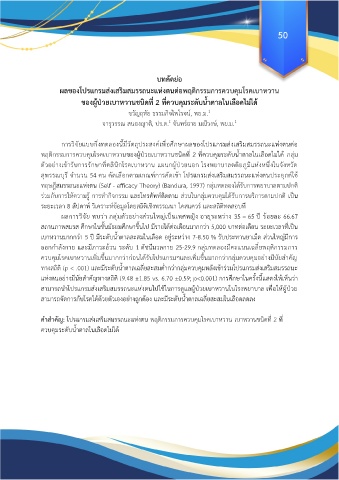 50
บทคัดย่อ
ผลของโปรแกรมส่งเสริมสมรรถนะแห่งตนต่อพฤติกรรมการควบคุมโรคเบาหวาน
ของผู้ป่วยเบาหวานชนิดที่ 2 ที่ควบคุมระดับน้ำตาลในเลือดไม่ได้
การวิจัยแบบกึ่งทดลองนี้มีวัตถุประสงค์เพื่อศึกษาผลของโปรแกรมส่งเสริมสมรรถนะแห่งตนต่อ
พฤติกรรมการควบคุมโรคเบาหวานของผู้ป่วยเบาหวานชนิดที่ 2 ที่ควบคุมระดับน้ำตาลในเลือดไม่ได้ กลุ่ม
ตัวอย่างเข้ารับการรักษาที่คลินิกโรคเบาหวาน แผนกผู้ป่วยนอก โรงพยาบาลตติยภูมิแห่งหนึ่งในจังหวัด
สุพรรณบุรี จำนวน 54 คน คัดเลือกตามเกณฑ์การคัดเข้า โปรแกรมส่งเสริมสมรรถนะแห่งตนประยุกต์ใช้
ทฤษฎีสมรรถนะแห่งตน (Self - efficacy Theory) (Bandura, 1997) กลุ่มทดลองได้รับการพยาบาลตามปกติ
ร่วมกับการให้ความรู้ การทำกิจกรรม และโทรศัพท์ติดตาม ส่วนในกลุ่มควบคุมได้รับการบริการตามปกติ เป็น
ระยะเวลา 8 สัปดาห์ วิเคราะห์ข้อมูลโดยสถิติเชิงพรรณนา ไคสแควร์ และสถิติทดสอบที
ผลการวิจัย พบว่า กลุ่มตัวอย่างส่วนใหญ่เป็นเพศหญิง อายุระหว่าง 35 – 65 ปี ร้อยละ 66.67
สถานภาพสมรส ศึกษาในชั้นมัธยมศึกษาขึ้นไป มีรายได้ต่อเดือนมากกว่า 5,000 บาทต่อเดือน ระยะเวลาที่เป็น
เบาหวานมากกว่า 5 ปี มีระดับน้ำตาลสะสมในเลือด อยู่ระหว่าง 7-8.50 % รับประทานยาเม็ด ส่วนใหญ่มีการ
ออกกำลังกาย และมีภาวะอ้วน ระดับ 1 ดัชนีมวลกาย 25-29.9 กลุ่มทดลองมีคะแนนเฉลี่ยพฤติกรรมการ
ควบคุมโรคเบาหวานเพิ่มขึ้นมากกว่าก่อนได้รับโปรแกรมฯและเพิ่มขึ้นมากกว่ากลุ่มควบคุมอย่างมีนัยสำคัญ
ทางสถิติ (p < .001) และมีระดับน้ำตาลเฉลี่ยสะสมต่ำกว่ากลุ่มควบคุมหลังเข้าร่วมโปรแกรมส่งเสริมสมรรถนะ
แห่งตนอย่างมีนัยสำคัญทางสถิติ (9.48 ±1.85 vs. 6.70 ±0.59; p<0.001) การศึกษาในครั้งนี้แสดงให้เห็นว่า
สามารถนำโปรแกรมส่งเสริมสมรรถนะแห่งตนไปใช้ในการดูแลผู้ป่วยเบาหวานในโรงพยาบาล เพื่อให้ผู้ป่วย
สามารถจัดการกับโรคได้ด้วยตัวเองอย่างถูกต้อง และมีระดับน้ำตาลเฉลี่ยสะสมในเลือดลดลง
คำสำคัญ: โปรแกรมส่งเสริมสมรรถนะแห่งตน พฤติกรรมการควบคุมโรคเบาหวาน เบาหวานชนิดที่ 2 ที่
ควบคุมระดับน้ำตาลในเลือดไม่ได้